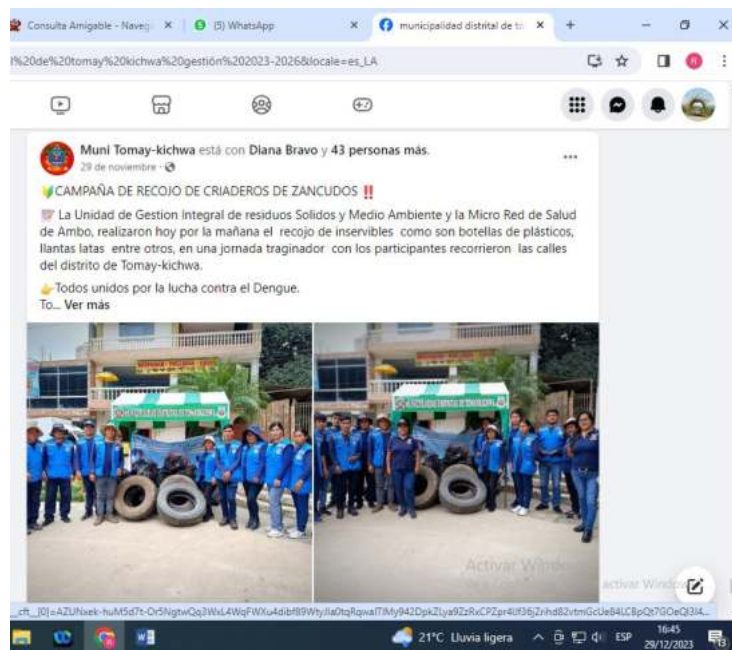 Consulta Amigable - Naveg
(5) WhatsApp
municipalidad distrital de to
l%20de%20tomay%20kichwa%20gestión%202023-2026&locale=es_LA
Muni Tomay-kichwa está con Diana Bravo y 43 personas más.
29 de noviembre
CAMPAÑA DE RECOJO DE CRIADEROS DE ZANCUDOS ‼
La Unidad de Gestion Integral de residuos Solidos y Medio Ambiente y la Micro Red de Salud
de Ambo, realizaron hoy por la mañana el recojo de inservibles como son botellas de plásticos,
llantas latas entre otros, en una jornada traginador con los participantes recorrieron las calles
del distrito de Tomay-kichwa.
Todos unidos por la lucha contra el Dengue.
To... Ver más
Activar Windows
activar Windows
21°C Lluvia ligera
ESP
16:45
29/12/2023